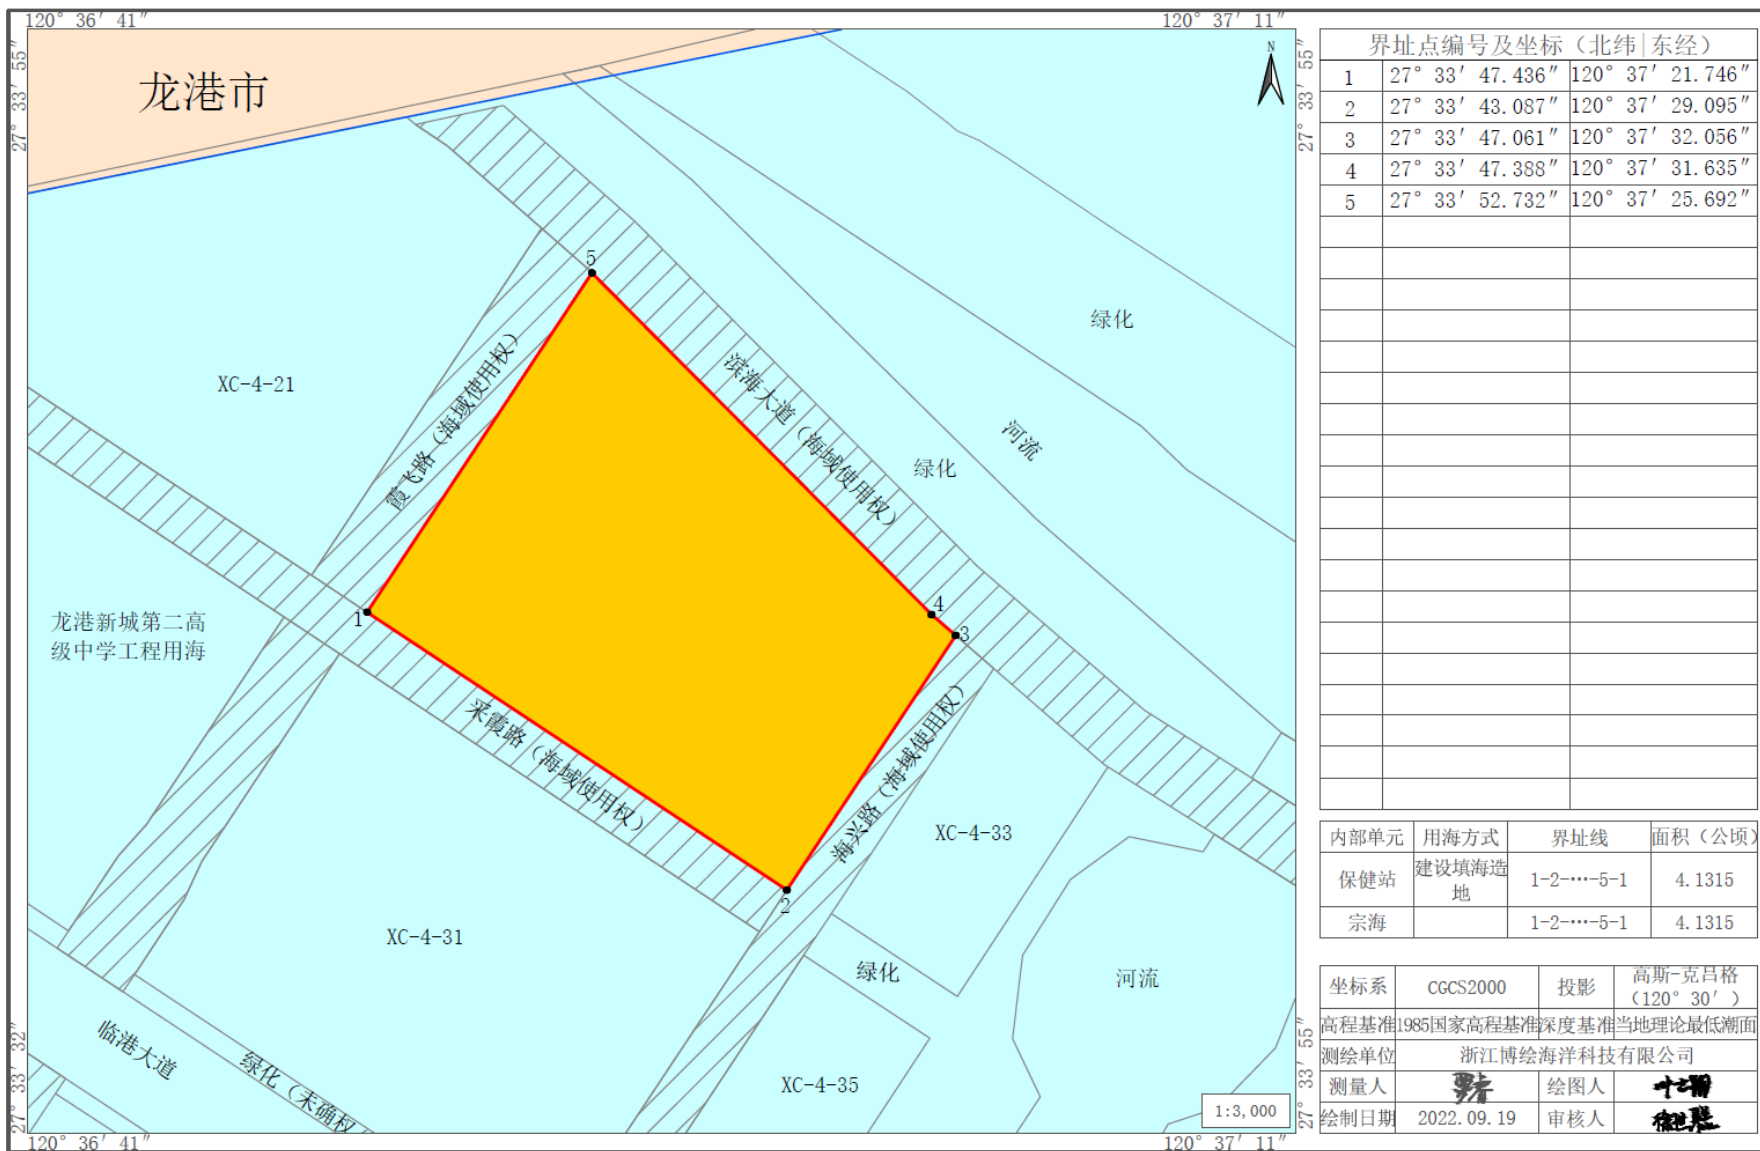 120° 36′ 41″
120° 37′ 11″
27° 33′ 55″
27° 33′ 55″
龙港市
N
5
绿化
XC-4-21
霞飞路（海域使用权）
滨海大道（海域使用权）
河流
绿化
4
3
1
龙港新城第二高
级中学工程用海
采霞路（海域使用权）
海兴路（海域使用权）
XC-4-33
2
XC-4-31
绿化
河流
临港大道
绿化（未确权
XC-4-35
1:3,000
27° 33′ 32″
27° 33′ 55″
120° 36′ 41″
120° 37′ 11″
界址点编号及坐标（北纬|东经）
1 27° 33′ 47.436″ 120° 37′ 21.746″
2 27° 33′ 43.087″ 120° 37′ 29.095″
3 27° 33′ 47.061″ 120° 37′ 32.056″
4 27° 33′ 47.388″ 120° 37′ 31.635″
5 27° 33′ 52.732″ 120° 37′ 25.692″
内部单元 用海方式 界址线 面积（公顷）
保健站 建设填海造地 1-2-…-5-1 4.1315
宗海 1-2-…-5-1 4.1315
坐标系 CGCS2000 投影 高斯-克吕格（120° 30′）
高程基准 1985国家高程基准 深度基准 当地理论最低潮面
测绘单位 浙江博绘海洋科技有限公司
测量人 绘图人
绘制日期 2022.09.19 审核人